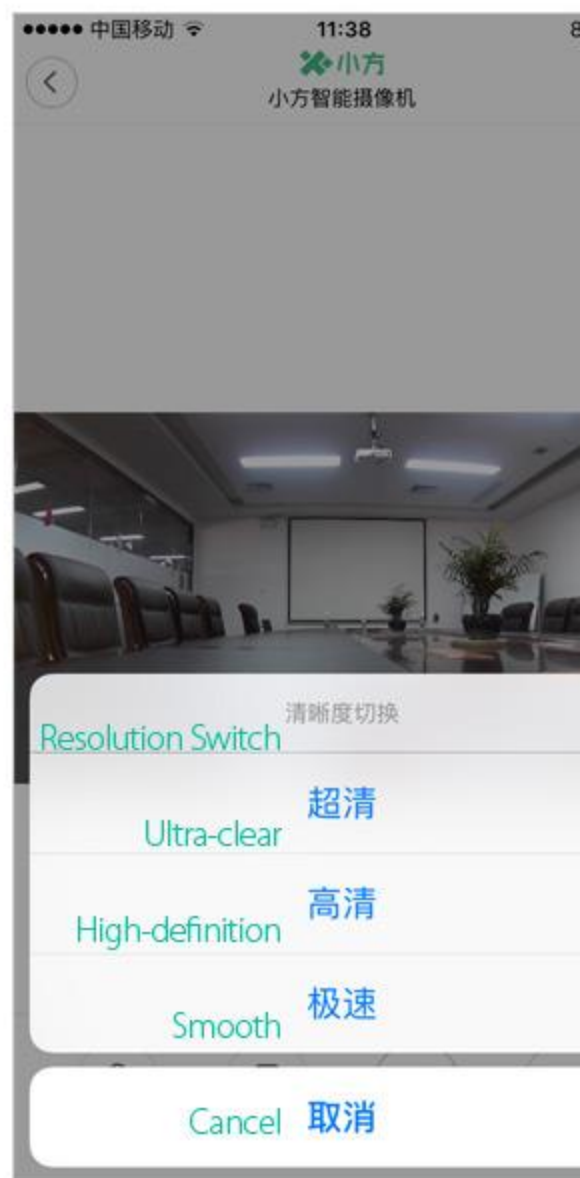 ●●●●● 中国移动 11:38 8
小方
小方智能摄像机
清晰度切换
Resolution Switch
超清
Ultra-clear
高清
High-definition
极速
Smooth
Cancel 取消